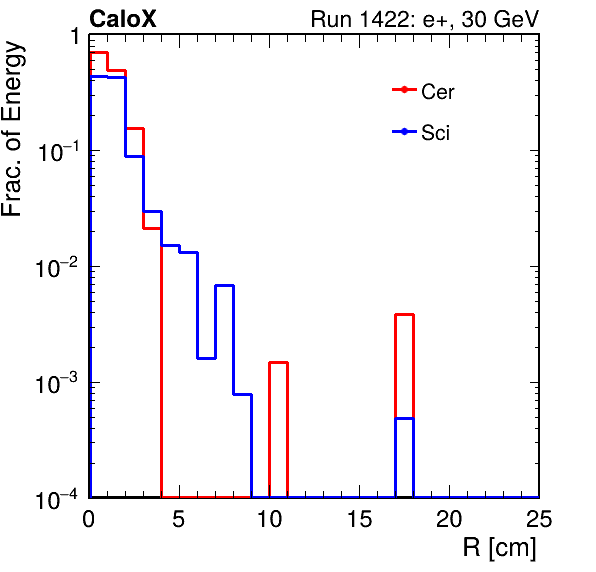 CaloX Run 1422: e+, 30 GeV
Frac. of Energy
1
10⁻¹
10⁻²
10⁻³
10⁻⁴
Cer
Sci
0 5 10 15 20 25
R [cm]